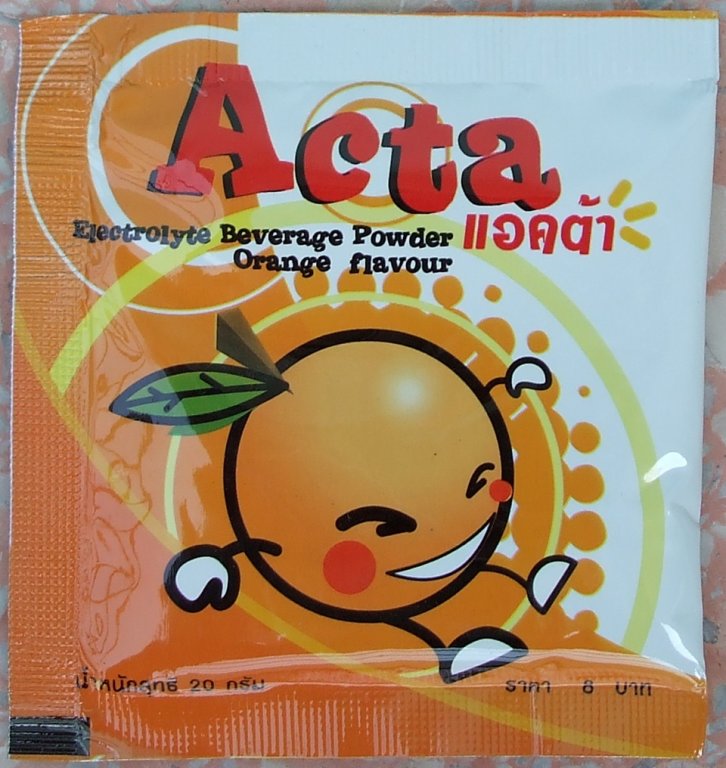 Acta
Electrolyte Beverage Powder แอคต้า
Orange flavour
น้ำหนักสุทธิ 20 กรัม ราคา 8 บาท